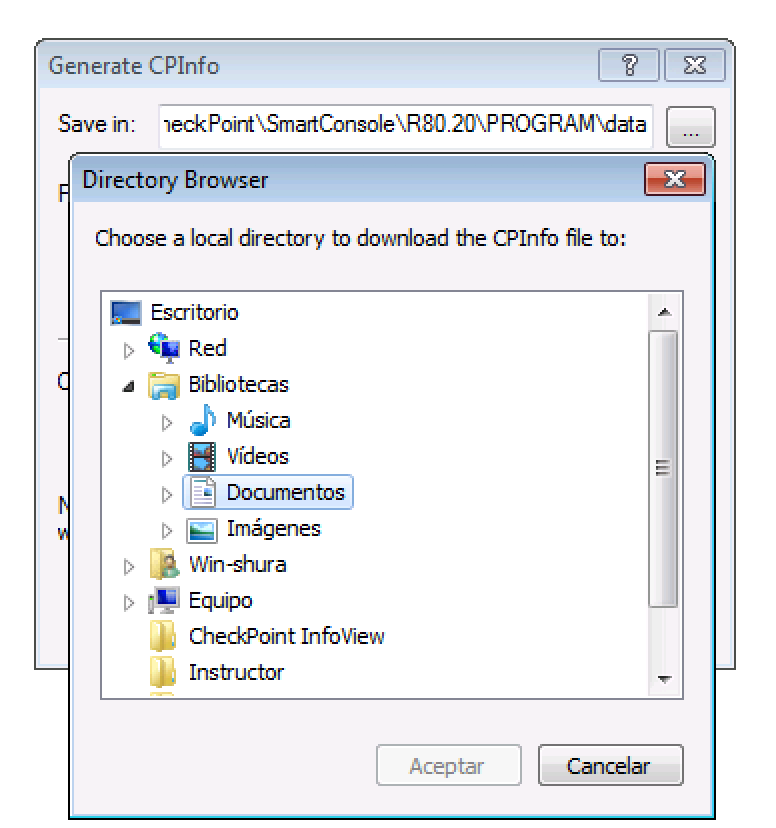 Generate CPInfo
Save in: heckPoint\SmartConsole\R80.20\PROGRAM\data ...
Directory Browser
Choose a local directory to download the CPInfo file to:
Escritorio
Red
Bibliotecas
Música
Vídeos
Documentos
Imágenes
Win-shura
Equipo
CheckPoint InfoView
Instructor
Aceptar Cancelar